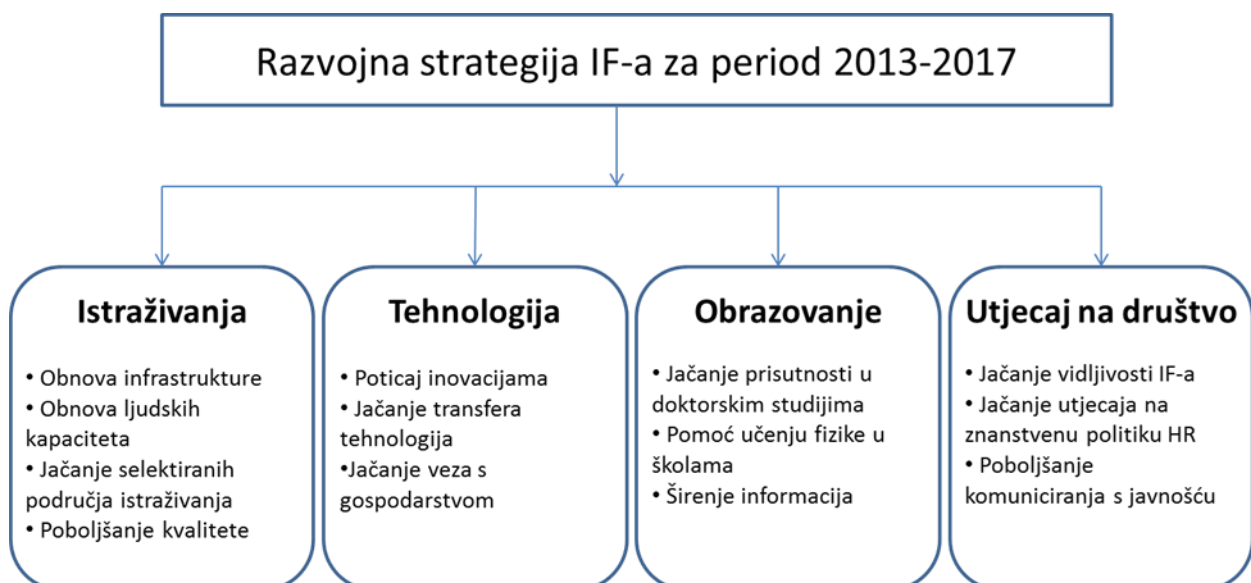 Razvojna strategija IF-a za period 2013-2017
Istraživanja
• Obnova infrastrukture
• Obnova ljudskih
kapaciteta
• Jačanje selektiranih
područja istraživanja
• Poboljšanje kvalitete
Tehnologija
• Poticaj inovacijama
• Jačanje transfera
tehnologija
•Jačanje veza s
gospodarstvom
Obrazovanje
• Jačanje prisutnosti u
doktorskim studijima
• Pomoć učenju fizike u
školama
• Širenje informacija
Utjecaj na društvo
• Jačanje vidljivosti IF-a
• Jačanje utjecaja na
znanstvenu politiku HR
• Poboljšanje
komuniciranja s javnošću